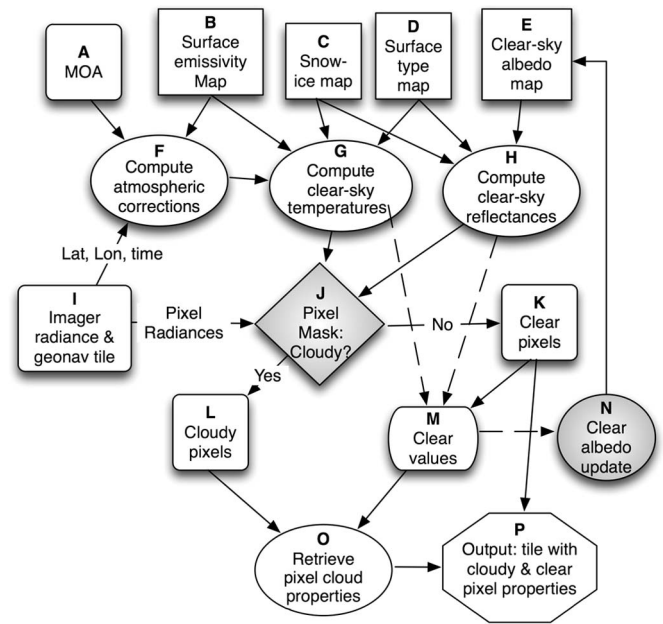 A
MOA
B
Surface
emissivity
Map
C
Snow-
ice map
D
Surface
type
map
E
Clear-sky
albedo
map
F
Compute
atmospheric
corrections
G
Compute
clear-sky
temperatures
H
Compute
clear-sky
reflectances
Lat, Lon, time
I
Imager
radiance &
geonav tile
Pixel
Radiances
J
Pixel
Mask:
Cloudy?
No
K
Clear
pixels
Yes
L
Cloudy
pixels
M
Clear
values
N
Clear
albedo
update
O
Retrieve
pixel cloud
properties
P
Output: tile with
cloudy & clear
pixel properties